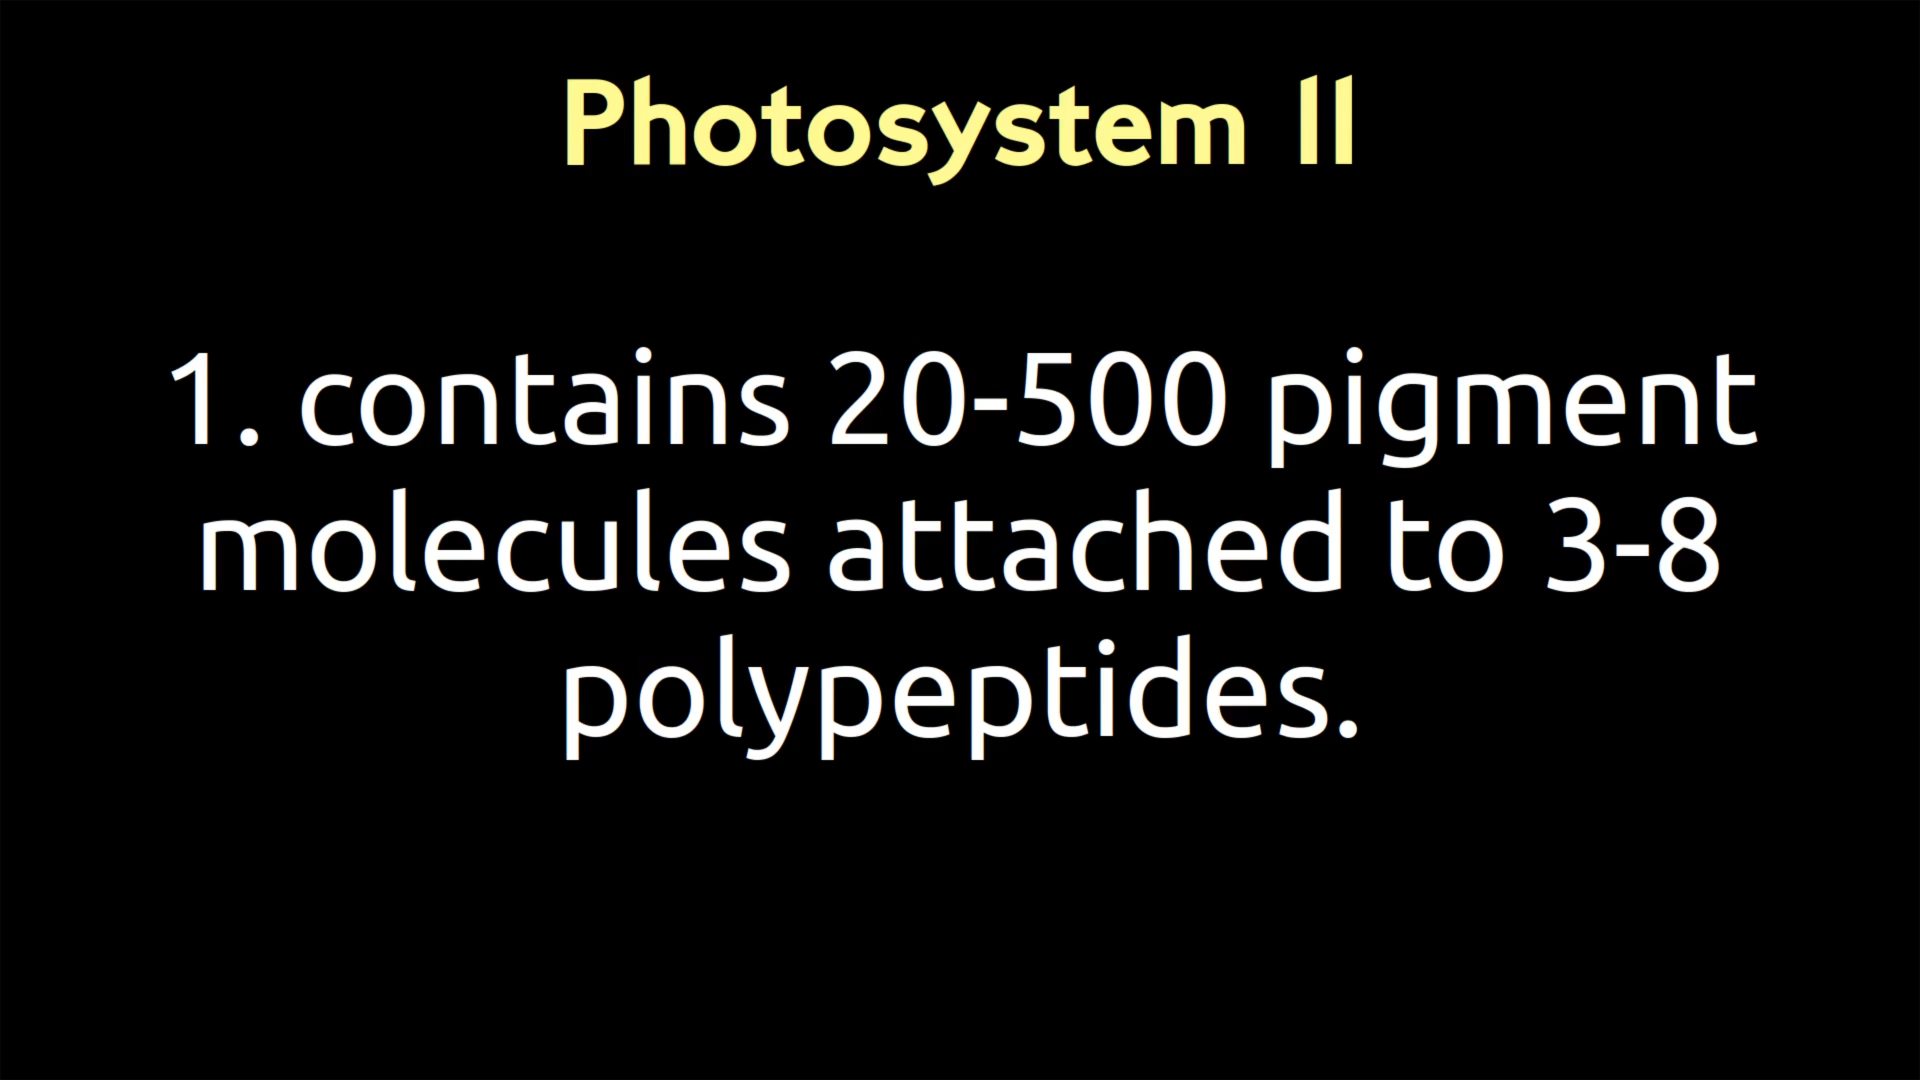 Photosystem II
1. contains 20-500 pigment
molecules attached to 3-8
polypeptides.